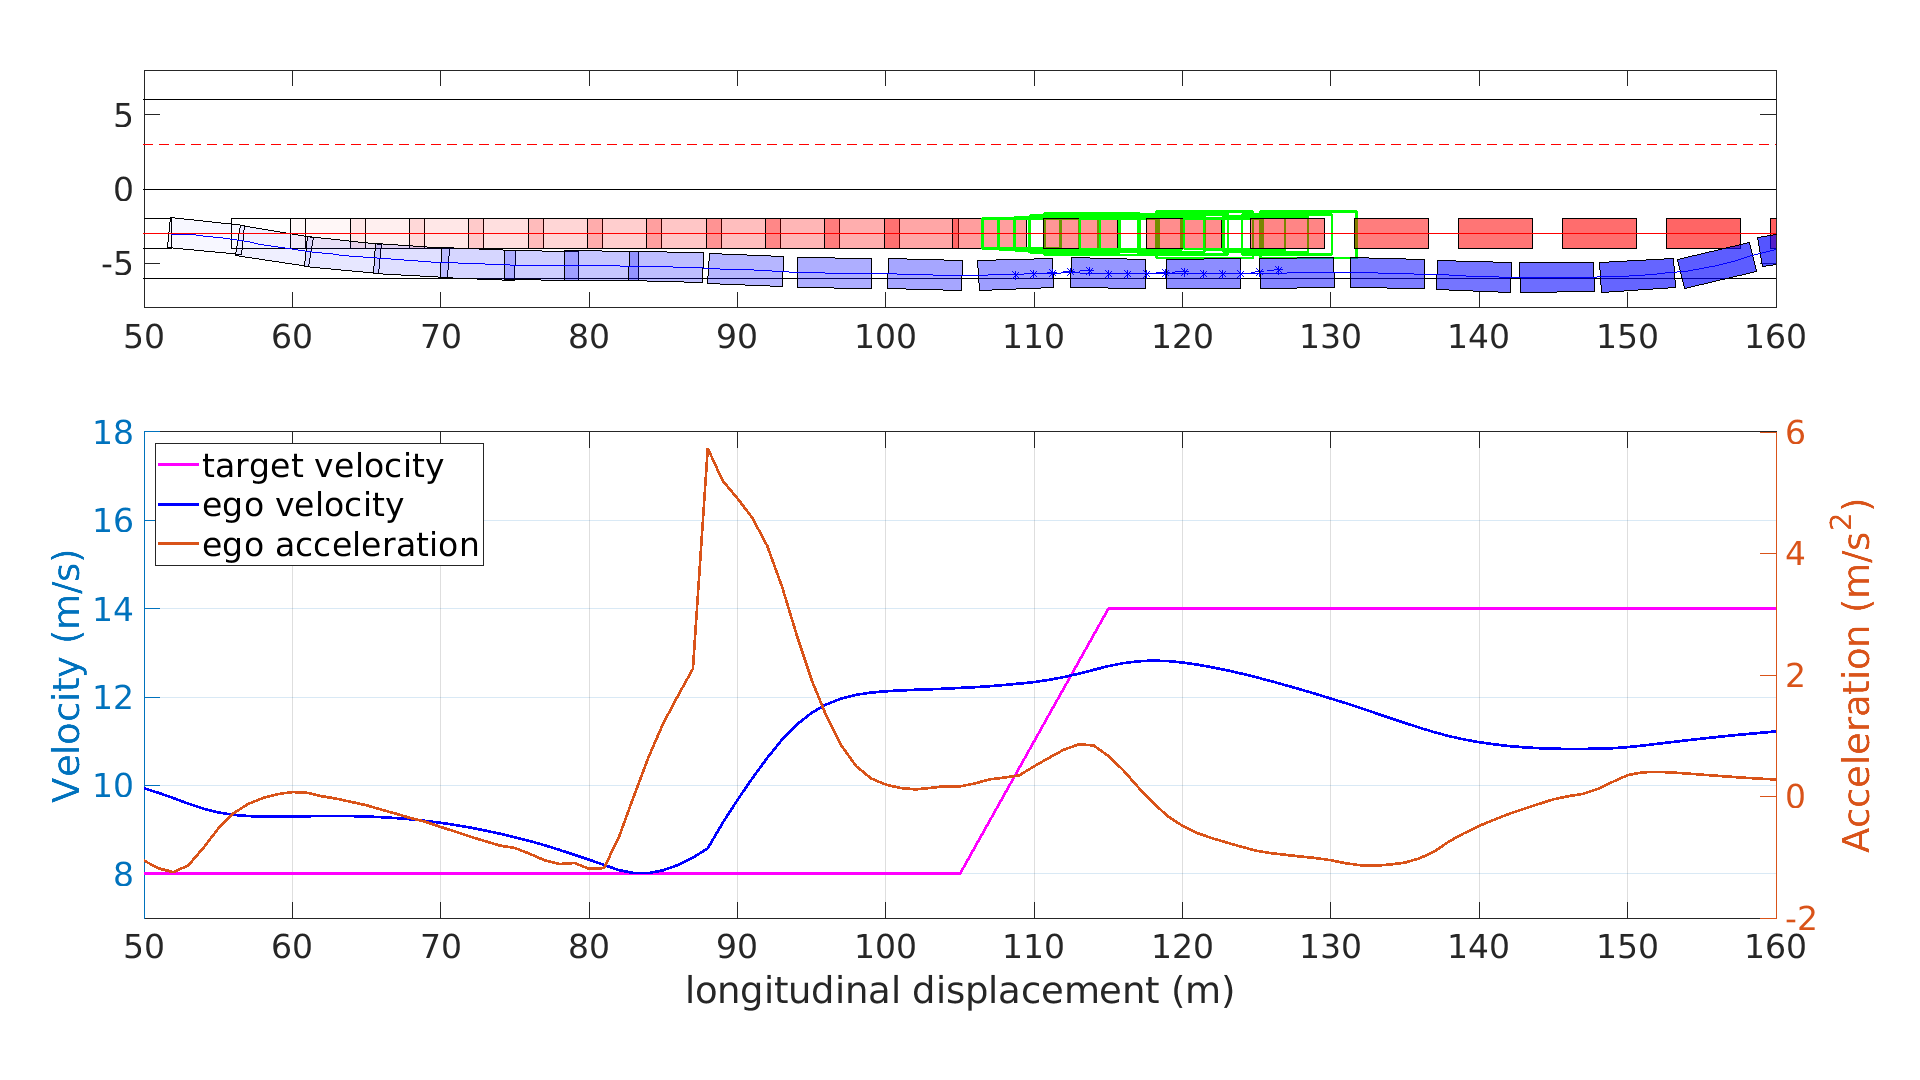 5
0
-5
50 60 70 80 90 100 110 120 130 140 150 160
18
16
14
12
10
8
Velocity (m/s)
target velocity
ego velocity
ego acceleration
6
4
2
0
-2
Acceleration (m/s²)
50 60 70 80 90 100 110 120 130 140 150 160
longitudinal displacement (m)